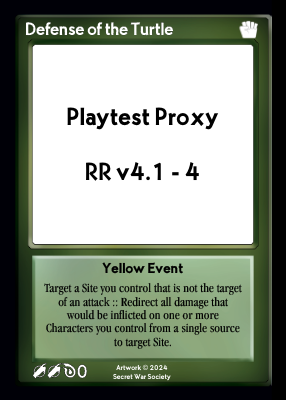 Defense of the Turtle
Playtest Proxy
RR v4.1 - 4
Yellow Event
Target a Site you control that is not the target
of an attack :: Redirect all damage that
would be inflicted on one or more
Characters you control from a single source
to target Site.
0
Artwork © 2024
Secret War Society